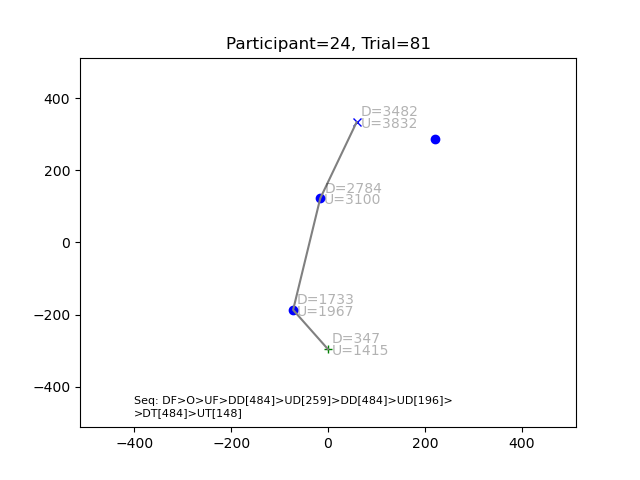 Participant=24, Trial=81
400
200
0
−200
−400
D=3482
U=3832
D=2784
U=3100
D=1733
U=1967
D=347
U=1415
Seq: DF>O>UF>DD[484]>UD[259]>DD[484]>UD[196]>
>DT[484]>UT[148]
−400 −200 0 200 400